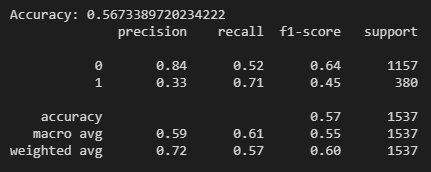 Accuracy: 0.5673389720234222
precision recall f1-score support
0 0.84 0.52 0.64 1157
1 0.33 0.71 0.45 380
accuracy 0.57 1537
macro avg 0.59 0.61 0.55 1537
weighted avg 0.72 0.57 0.60 1537